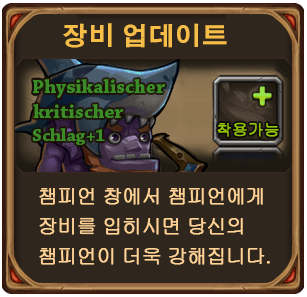 장비 업데이트
Physikalischer
kritischer
Schlag+1
착용가능
챔피언 창에서 챔피언에게
장비를 입히시면 당신의
챔피언이 더욱 강해집니다.